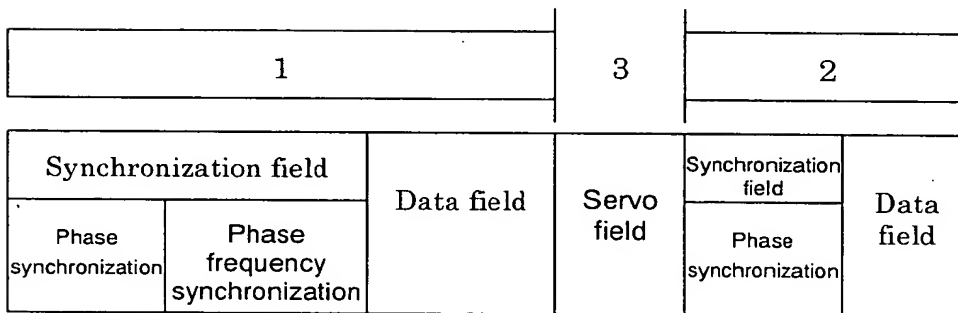 1
3
2
Synchronization field
Phase
synchronization
Phase
frequency
synchronization
Data field
Servo
field
Synchronization
field
Phase
synchronization
Data
field